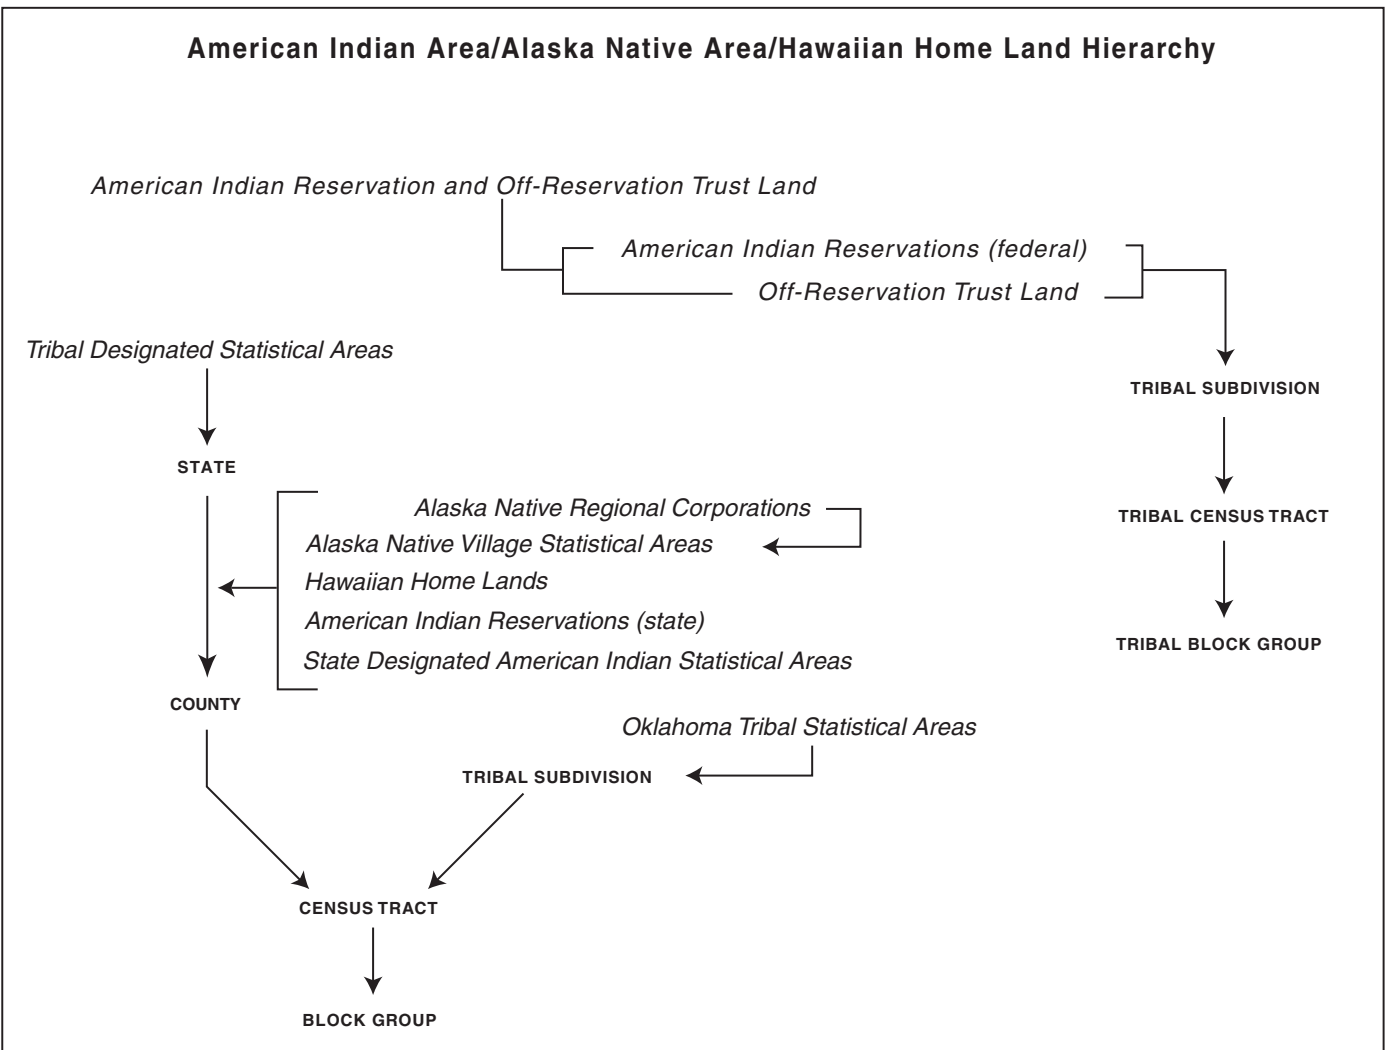 American Indian Area/Alaska Native Area/Hawaiian Home Land Hierarchy
American Indian Reservation and Off-Reservation Trust Land
American Indian Reservations (federal)
Off-Reservation Trust Land
Tribal Designated Statistical Areas
TRIBAL SUBDIVISION
STATE
Alaska Native Regional Corporations
TRIBAL CENSUS TRACT
Alaska Native Village Statistical Areas
Hawaiian Home Lands
American Indian Reservations (state)
TRIBAL BLOCK GROUP
State Designated American Indian Statistical Areas
COUNTY
Oklahoma Tribal Statistical Areas
TRIBAL SUBDIVISION
CENSUS TRACT
BLOCK GROUP